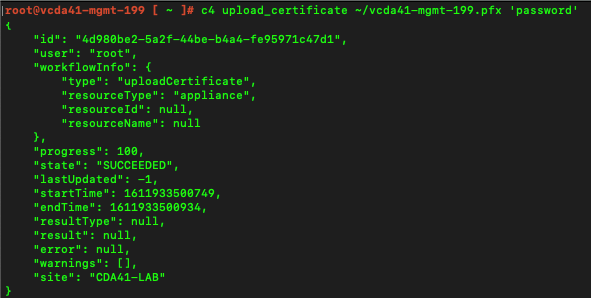 root@vcda41-mgmt-199 [ ~ ]# c4 upload_certificate ~/vcda41-mgmt-199.pfx 'password'
{
    "id": "4d980be2-5a2f-44be-b4a4-fe95971c47d1",
    "user": "root",
    "workflowInfo": {
        "type": "uploadCertificate",
        "resourceType": "appliance",
        "resourceId": null,
        "resourceName": null
    },
    "progress": 100,
    "state": "SUCCEEDED",
    "lastUpdated": -1,
    "startTime": 1611933500749,
    "endTime": 1611933500934,
    "resultType": null,
    "result": null,
    "error": null,
    "warnings": [],
    "site": "CDA41-LAB"
}